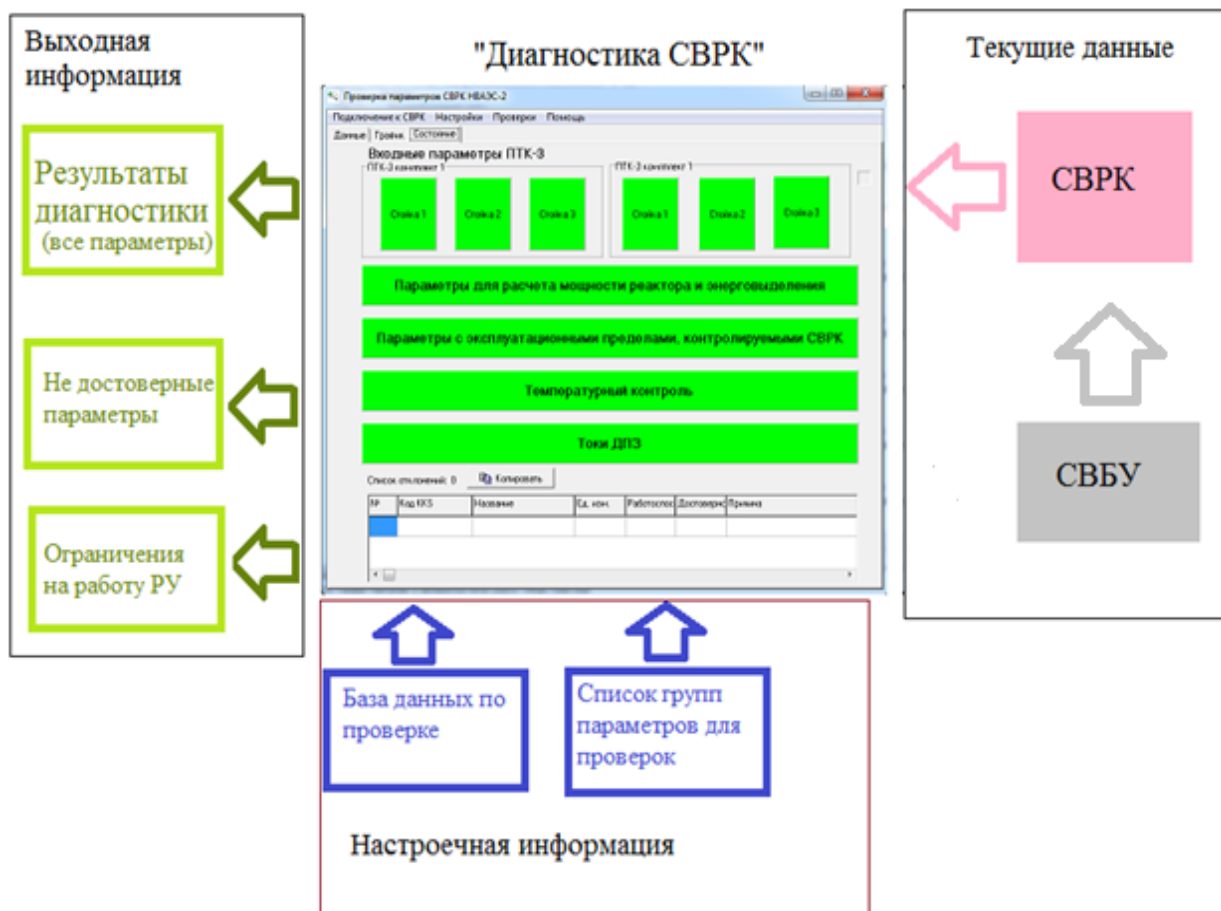 Выходная
информация
Результаты
диагностики
(все параметры)
Не достоверные
параметры
Ограничения
на работу РУ
"Диагностика СВРК"
Проверка параметров СВРК НВАЭС-2
Подключение к СВРК Настройки Проверки Помощь
Данные Графики Состояние
Входные параметры ПТК-З
ПТК-З комплект 1 ПТК-З комплект 1
Стойка 1 Стойка 2 Стойка 3 Стойка 1 Стойка 2 Стойка 3
Параметры для расчета мощности реактора и энерговыделения
Параметры с эксплуатационными пределами, контролируемыми СВРК
Температурный контроль
Токи ДПЗ
Список отклонений: 0 Копировать
№ Код KKS Название Ед. изм. Работоспос Достоверно Причина
База данных по
проверке
Список групп
параметров для
проверок
Настроечная информация
Текущие данные
СВРК
СВБУ